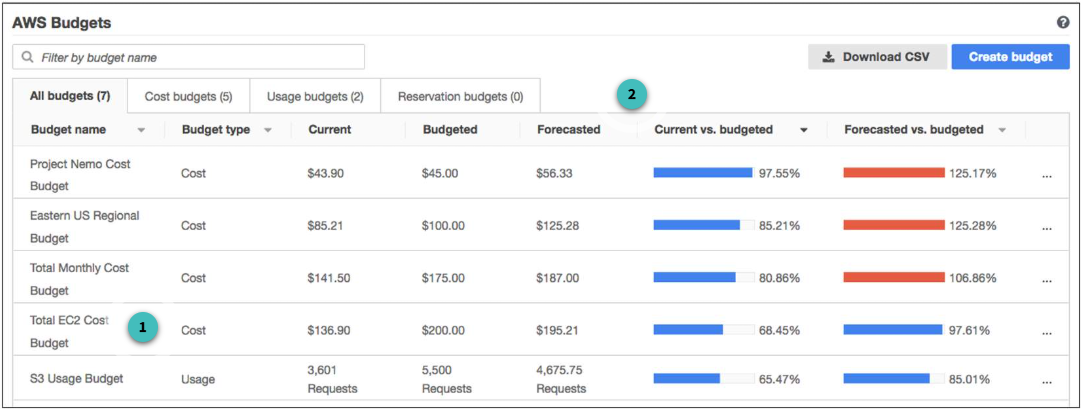 AWS Budgets ?
Filter by budget name Download CSV Create budget
All budgets (7) Cost budgets (5) Usage budgets (2) Reservation budgets (0) 2
Budget name Budget type Current Budgeted Forecasted Current vs. budgeted Forecasted vs. budgeted
Project Nemo Cost
Budget Cost $43.90 $45.00 $56.33 97.55% 125.17% ...
Eastern US Regional
Budget Cost $85.21 $100.00 $125.28 85.21% 125.28% ...
Total Monthly Cost
Budget Cost $141.50 $175.00 $187.00 80.86% 106.86% ...
Total EC2 Cost
Budget 1 Cost $136.90 $200.00 $195.21 68.45% 97.61% ...
S3 Usage Budget Usage 3,601 5,500 4,675.75 65.47% 85.01% ...
Requests Requests Requests